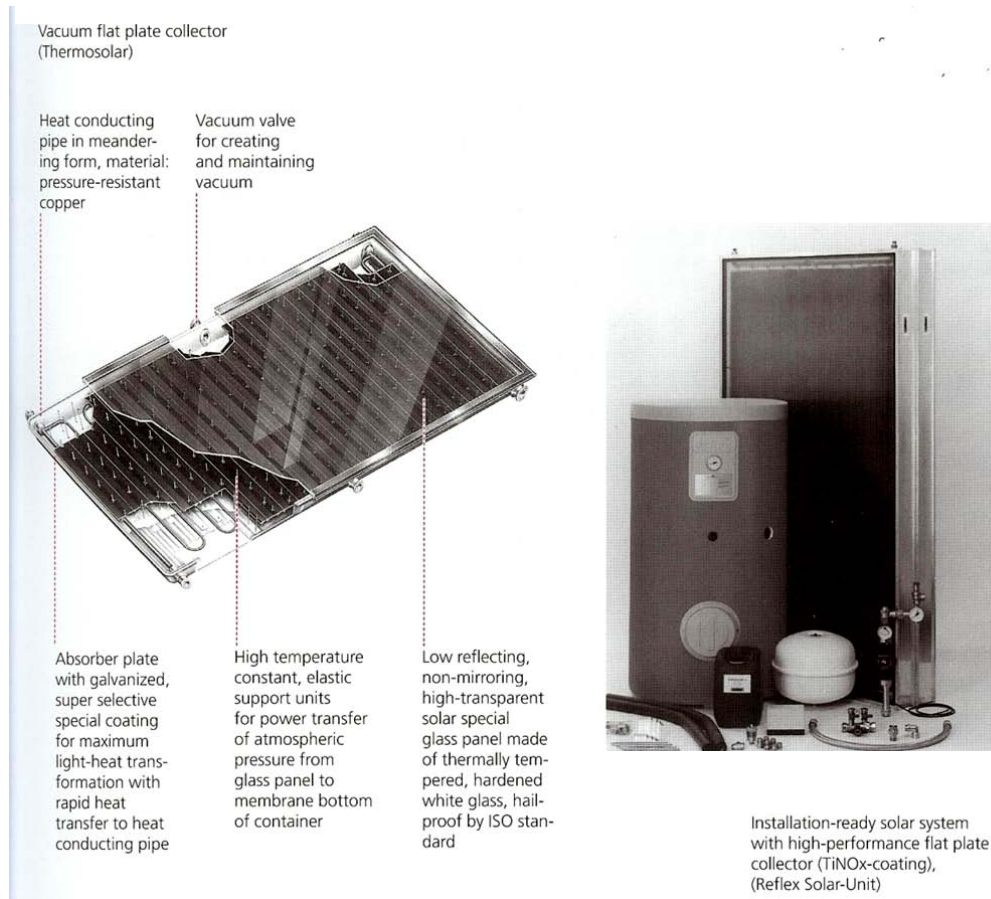 Vacuum flat plate collector
(Thermosolar)
Heat conducting
pipe in meander-
ing form, material:
pressure-resistant
copper
Vacuum valve
for creating
and maintaining
vacuum
Absorber plate
with galvanized,
super selective
special coating
for maximum
light-heat trans-
formation with
rapid heat
transfer to heat
conducting pipe
High temperature
constant, elastic
support units
for power transfer
of atmospheric
pressure from
glass panel to
membrane bottom
of container
Low reflecting,
non-mirroring,
high-transparent
solar special
glass panel made
of thermally tem-
pered, hardened
white glass, hail-
proof by ISO stan-
dard
Installation-ready solar system
with high-performance flat plate
collector (TiNOx-coating),
(Reflex Solar-Unit)